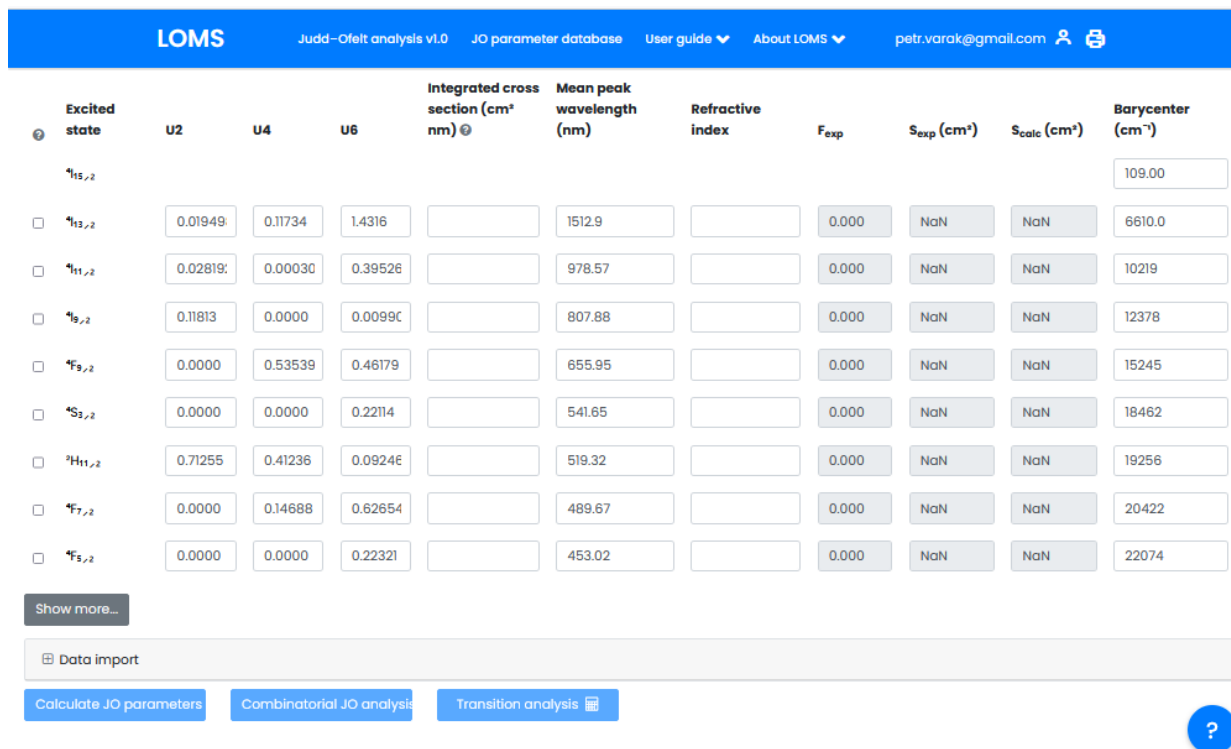 LOMS Judd-Ofelt analysis v1.0 JO parameter database User guide About LOMS petr.varak@gmail.com
Excited state U2 U4 U6 Integrated cross section (cm² nm) Mean peak wavelength (nm) Refractive index Fexp Sexp (cm²) Scalc (cm²) Barycenter (cm⁻¹)
⁴I₁₅/₂ 109.00
⁴I₁₃/₂ 0.01949 0.11734 1.4316 1512.9 0.000 NaN NaN 6610.0
⁴I₁₁/₂ 0.02819 0.00030 0.39526 978.57 0.000 NaN NaN 10219
⁴I₉/₂ 0.11813 0.0000 0.00990 807.88 0.000 NaN NaN 12378
⁴F₉/₂ 0.0000 0.53539 0.46179 655.95 0.000 NaN NaN 15245
⁴S₃/₂ 0.0000 0.0000 0.22114 541.65 0.000 NaN NaN 18462
²H₁₁/₂ 0.71255 0.41236 0.09246 519.32 0.000 NaN NaN 19256
⁴F₇/₂ 0.0000 0.14688 0.62654 489.67 0.000 NaN NaN 20422
⁴F₅/₂ 0.0000 0.0000 0.22321 453.02 0.000 NaN NaN 22074
Show more...
Data import
Calculate JO parameters Combinatorial JO analysis Transition analysis
?